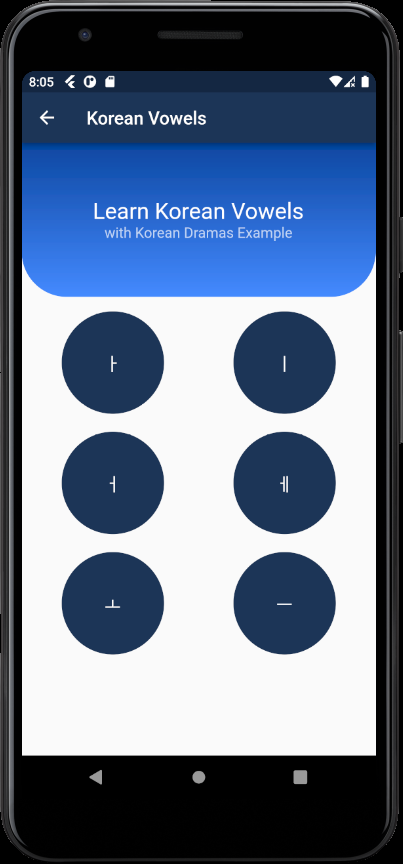 8:05
Korean Vowels
Learn Korean Vowels
with Korean Dramas Example
ㅏ ㅣ
ㅓ ㅔ
ㅗ ㅡ